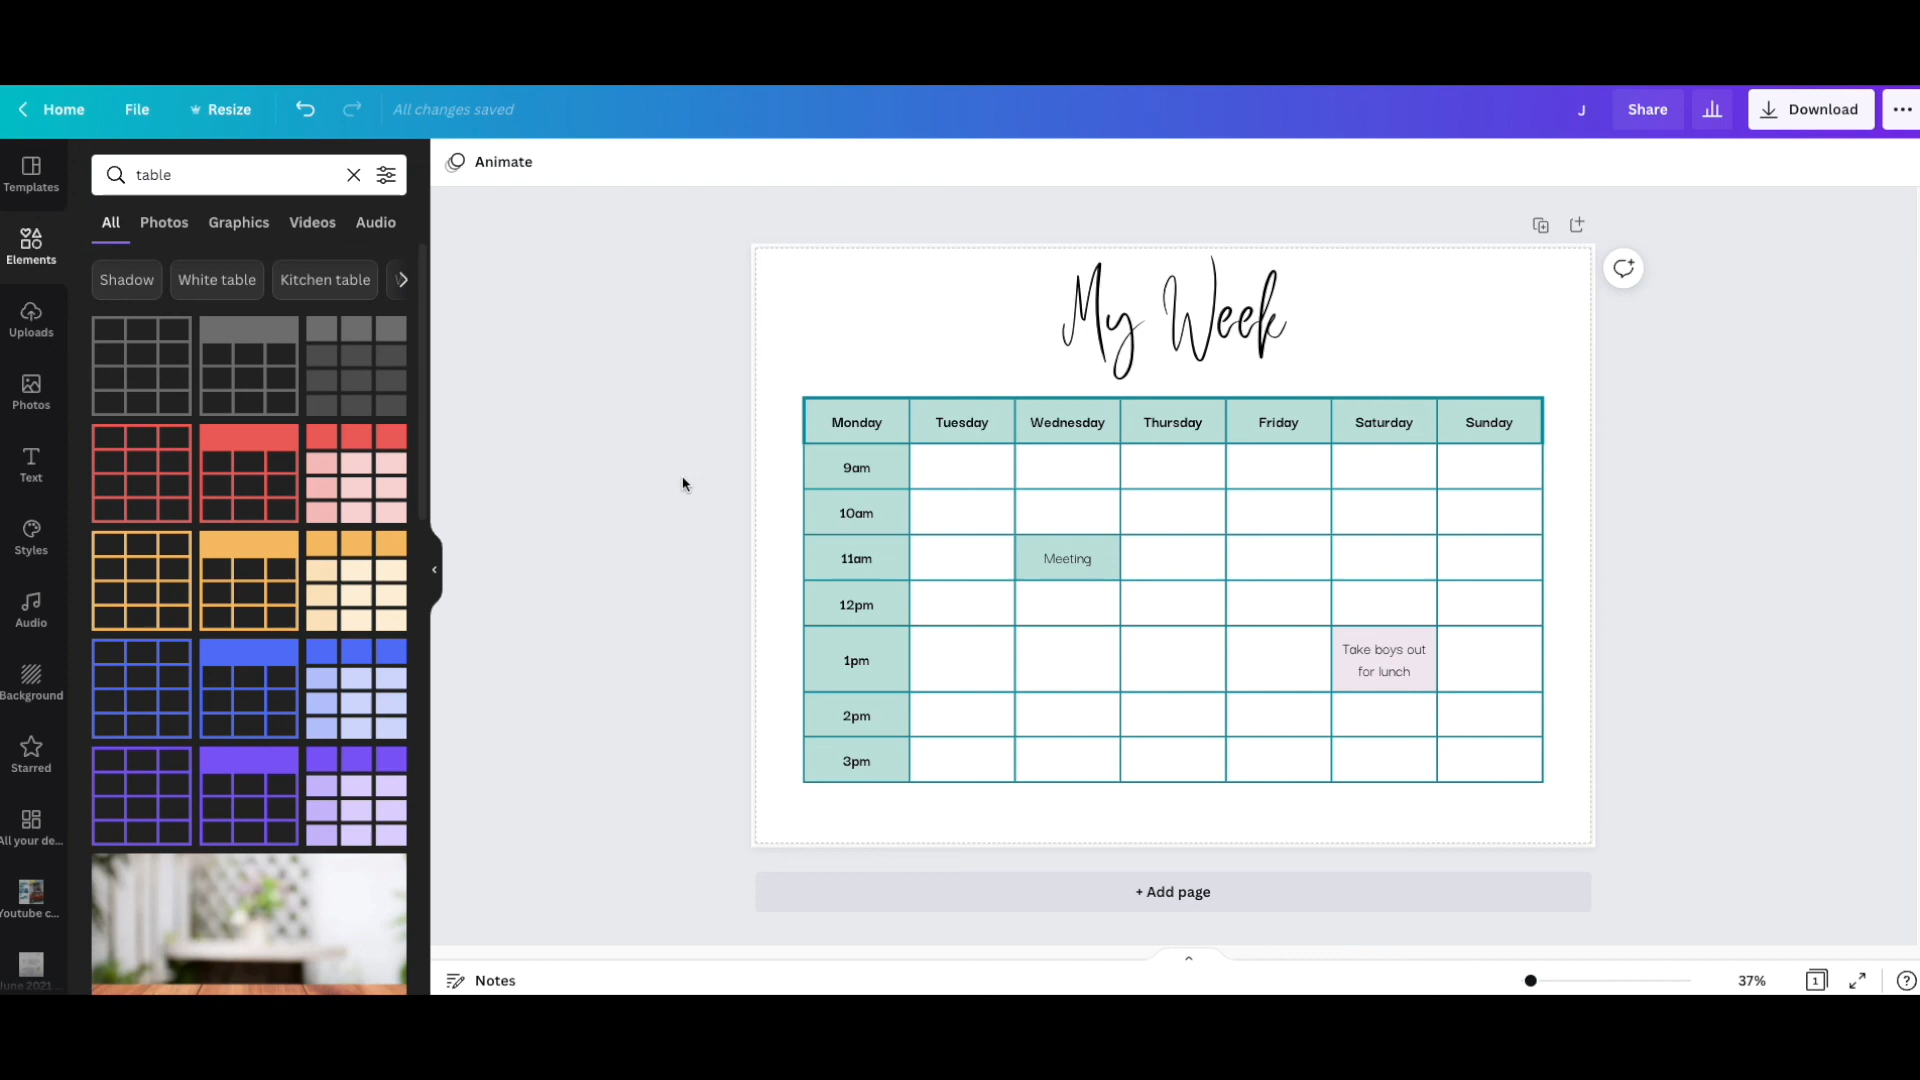 Home File Resize All changes saved J Share Download
Templates
Elements
Uploads
Photos
Text
Styles
Audio
Background
Starred
All your de...
Youtube c...
June 2021 ...
table
All Photos Graphics Videos Audio
Shadow White table Kitchen table
Animate
My Week
Monday Tuesday Wednesday Thursday Friday Saturday Sunday
9am
10am
11am Meeting
12pm
1pm Take boys out
for lunch
2pm
3pm
+ Add page
Notes 37% 1 ?